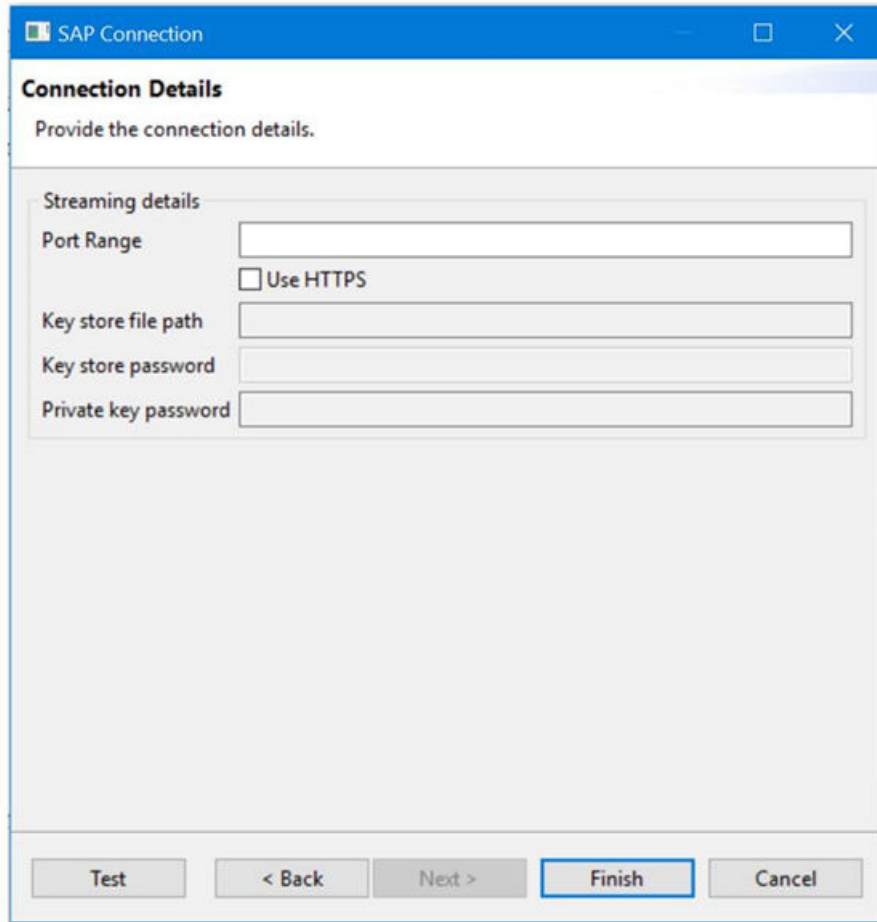 SAP Connection
Connection Details
Provide the connection details.
Streaming details
Port Range
Use HTTPS
Key store file path
Key store password
Private key password
Test < Back Next > Finish Cancel